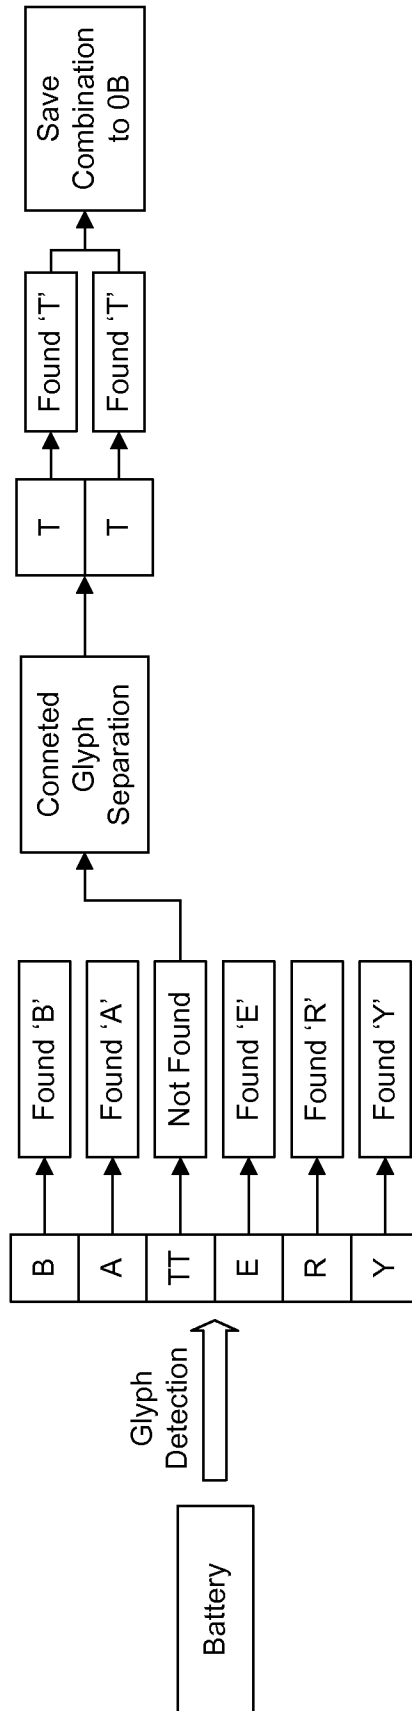 Battery
Glyph
Detection
B
A
TT
E
R
Y
Found ‘B’
Found ‘A’
Not Found
Found ‘E’
Found ‘R’
Found ‘Y’
Conneted
Glyph
Separation
T
T
Found ‘T’
Found ‘T’
Save
Combination
to 0B